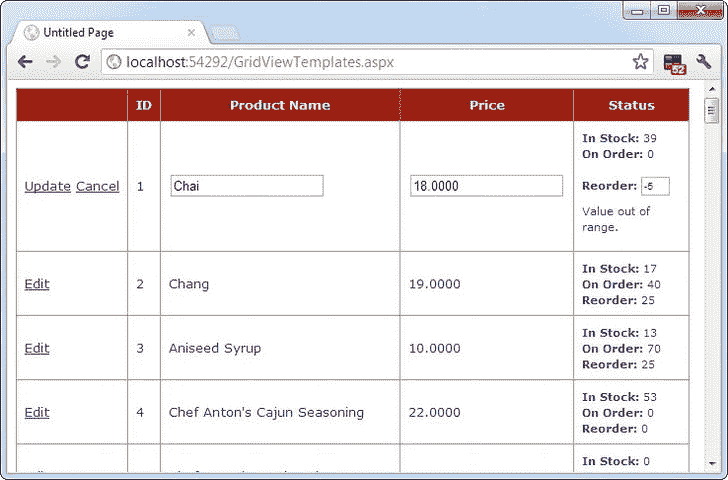 Untitled Page
localhost:54292/GridViewTemplates.aspx
52
ID Product Name Price Status
Update Cancel 1 Chai 18.0000 In Stock: 39
On Order: 0
Reorder: -5
Value out of
range.
Edit 2 Chang 19.0000 In Stock: 17
On Order: 40
Reorder: 25
Edit 3 Aniseed Syrup 10.0000 In Stock: 13
On Order: 70
Reorder: 25
Edit 4 Chef Anton's Cajun Seasoning 22.0000 In Stock: 53
On Order: 0
Reorder: 0
In Stock: 0